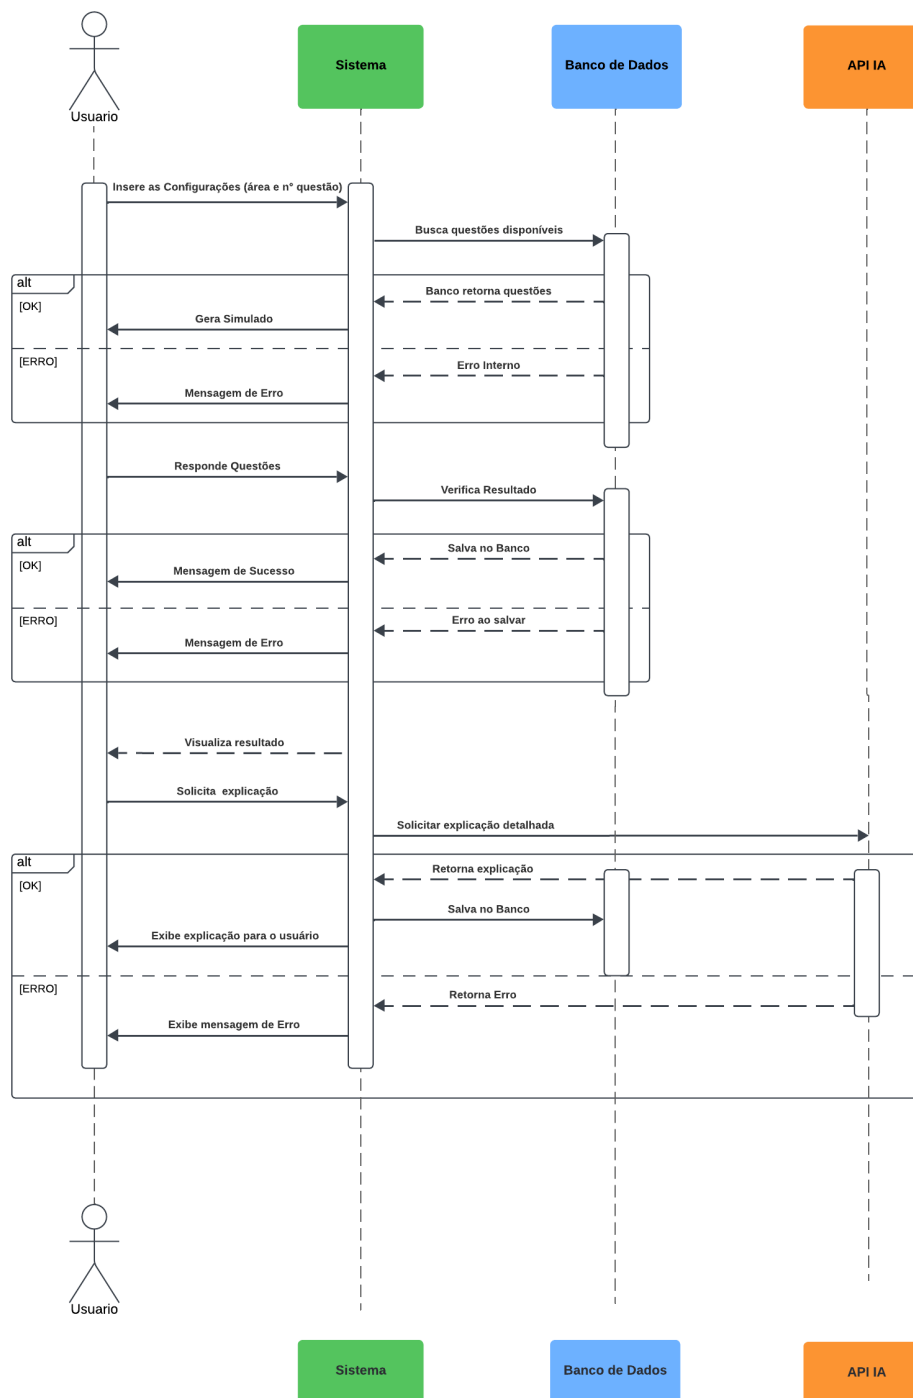 Usuario
Sistema
Banco de Dados
API IA
Insere as Configurações (área e n° questão)
Busca questões disponíveis
alt
[OK]
Banco retorna questões
Gera Simulado
[ERRO]
Erro Interno
Mensagem de Erro
Responde Questões
Verifica Resultado
alt
[OK]
Salva no Banco
Mensagem de Sucesso
[ERRO]
Erro ao salvar
Mensagem de Erro
Visualiza resultado
Solicita explicação
Solicitar explicação detalhada
alt
[OK]
Retorna explicação
Salva no Banco
Exibe explicação para o usuário
[ERRO]
Retorna Erro
Exibe mensagem de Erro
Usuario
Sistema
Banco de Dados
API IA